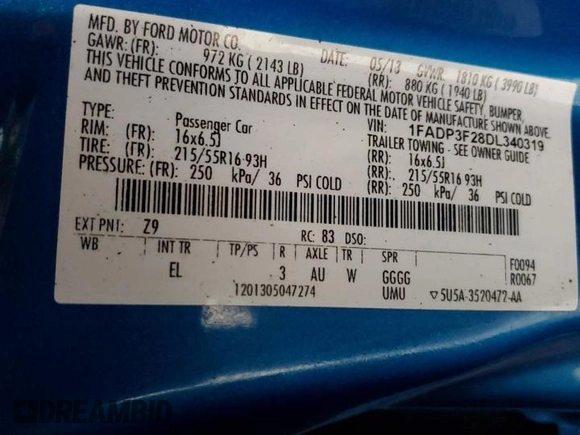 MFD. BY FORD MOTOR CO.
DATE: 05/13 GVWR: 1810 KG ( 3990 LB)
GAWR: (FR): 972 KG ( 2143 LB) (RR): 880 KG ( 1940 LB)
THIS VEHICLE CONFORMS TO ALL APPLICABLE FEDERAL MOTOR VEHICLE SAFETY, BUMPER,
AND THEFT PREVENTION STANDARDS IN EFFECT ON THE DATE OF MANUFACTURE SHOWN ABOVE.
VIN: 1FADP3F28DL340319
TYPE: Passenger Car TRAILER TOWING - SEE OWNER GUIDE
RIM: (FR): 16x6.5J (RR): 16x6.5J
TIRE: (FR): 215/55R16 93H (RR): 215/55R16 93H
PRESSURE: (FR): 250 kPa/ 36 PSI COLD (RR): 250 kPa/ 36 PSI COLD
EXT PNT: Z9 RC: 83 DSO:
WB INT TR TP/PS R AXLE TR SPR F0094
EL 3 AU W GGGG R0067
1201305047274 UMU ▽5U5A-3520472-AA
DREAMBID